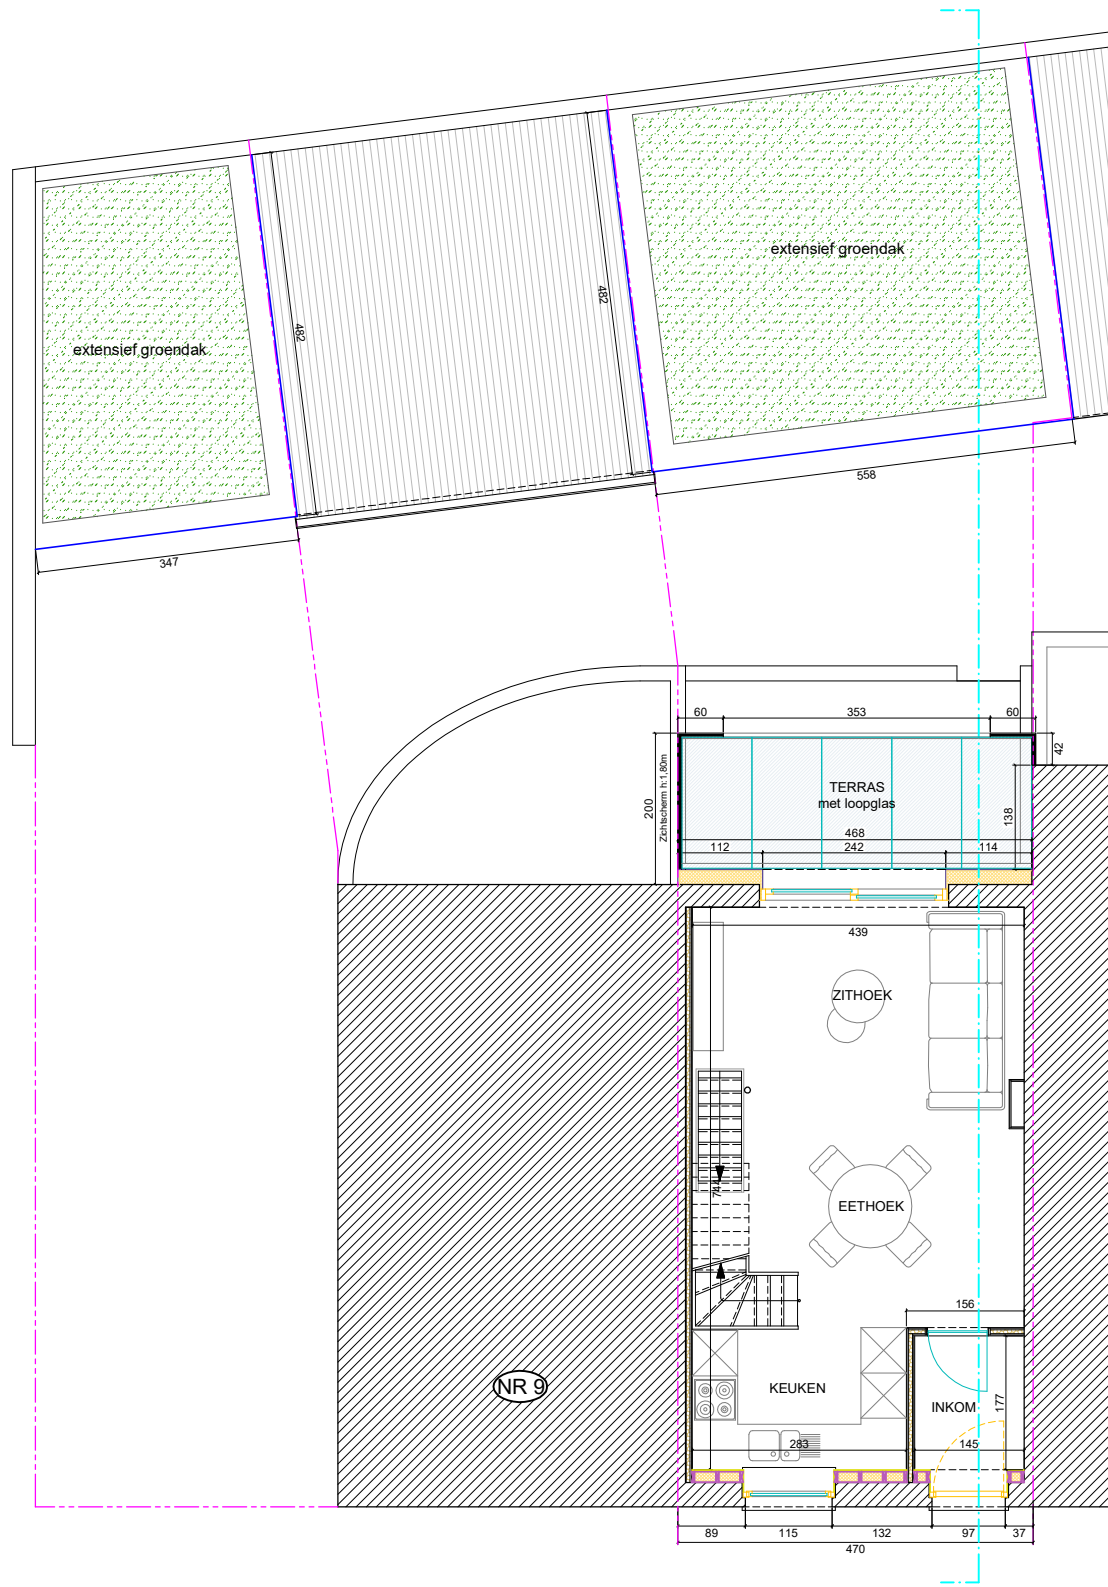 extensief groendak
482
482
extensief groendak
558
347
60
353
60
42
200
Zichtscherm h:1,80m
TERRAS
met loopglas
138
468
112
242
114
439
ZITHOEK
744
EETHOEK
156
NR 9
KEUKEN
INKOM
177
283
145
89
115
132
97
37
470